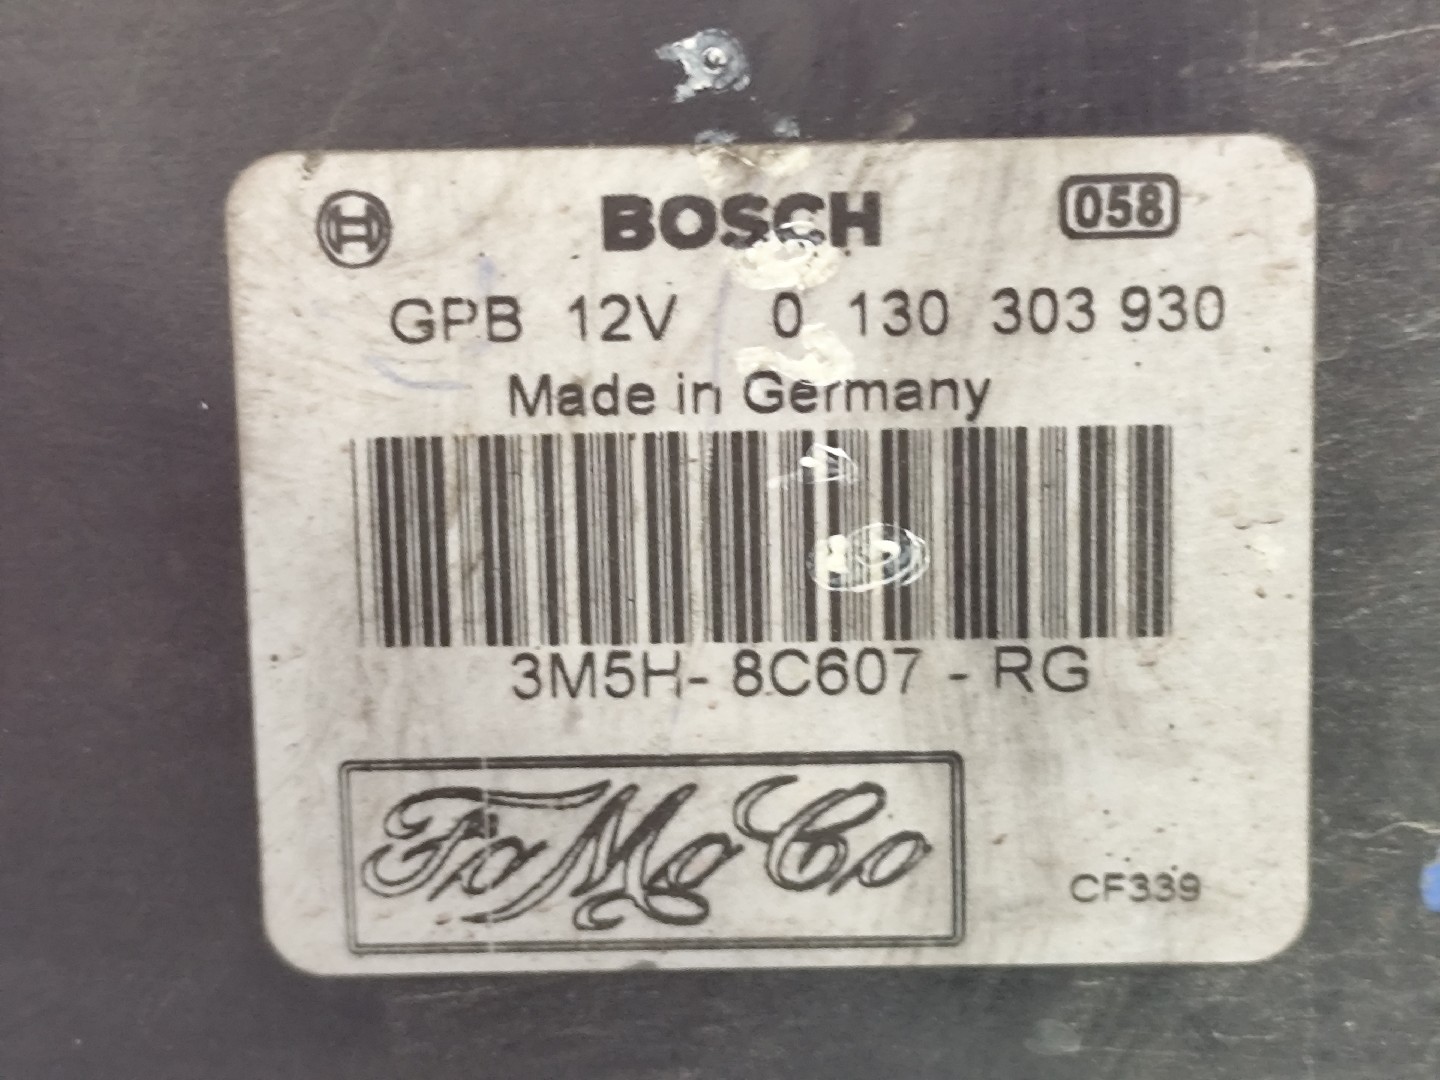 BOSCH 058
GPB 12V 0 130 303 930
Made in Germany
3M5H- 8C607 - RG
FoMoCo
CF339